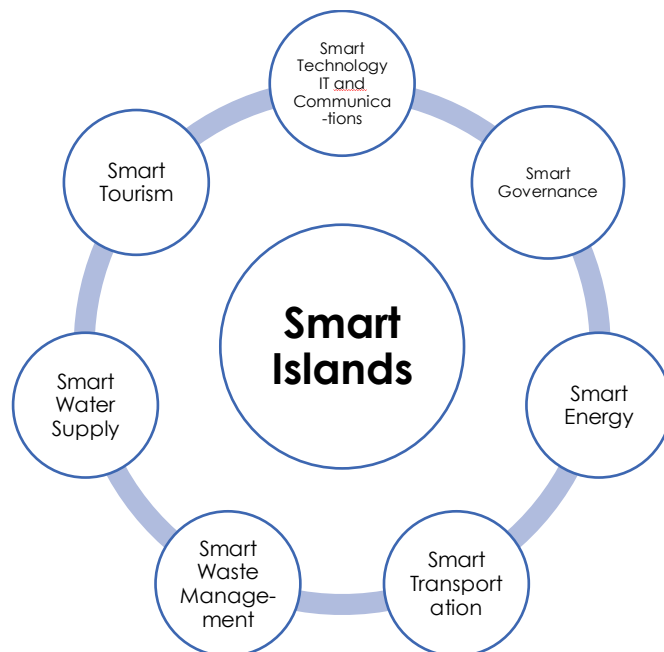 Smart
Technology
IT and
Communica
-tions
Smart
Governance
Smart
Energy
Smart
Transport
ation
Smart
Waste
Manage-
ment
Smart
Water
Supply
Smart
Tourism
Smart
Islands